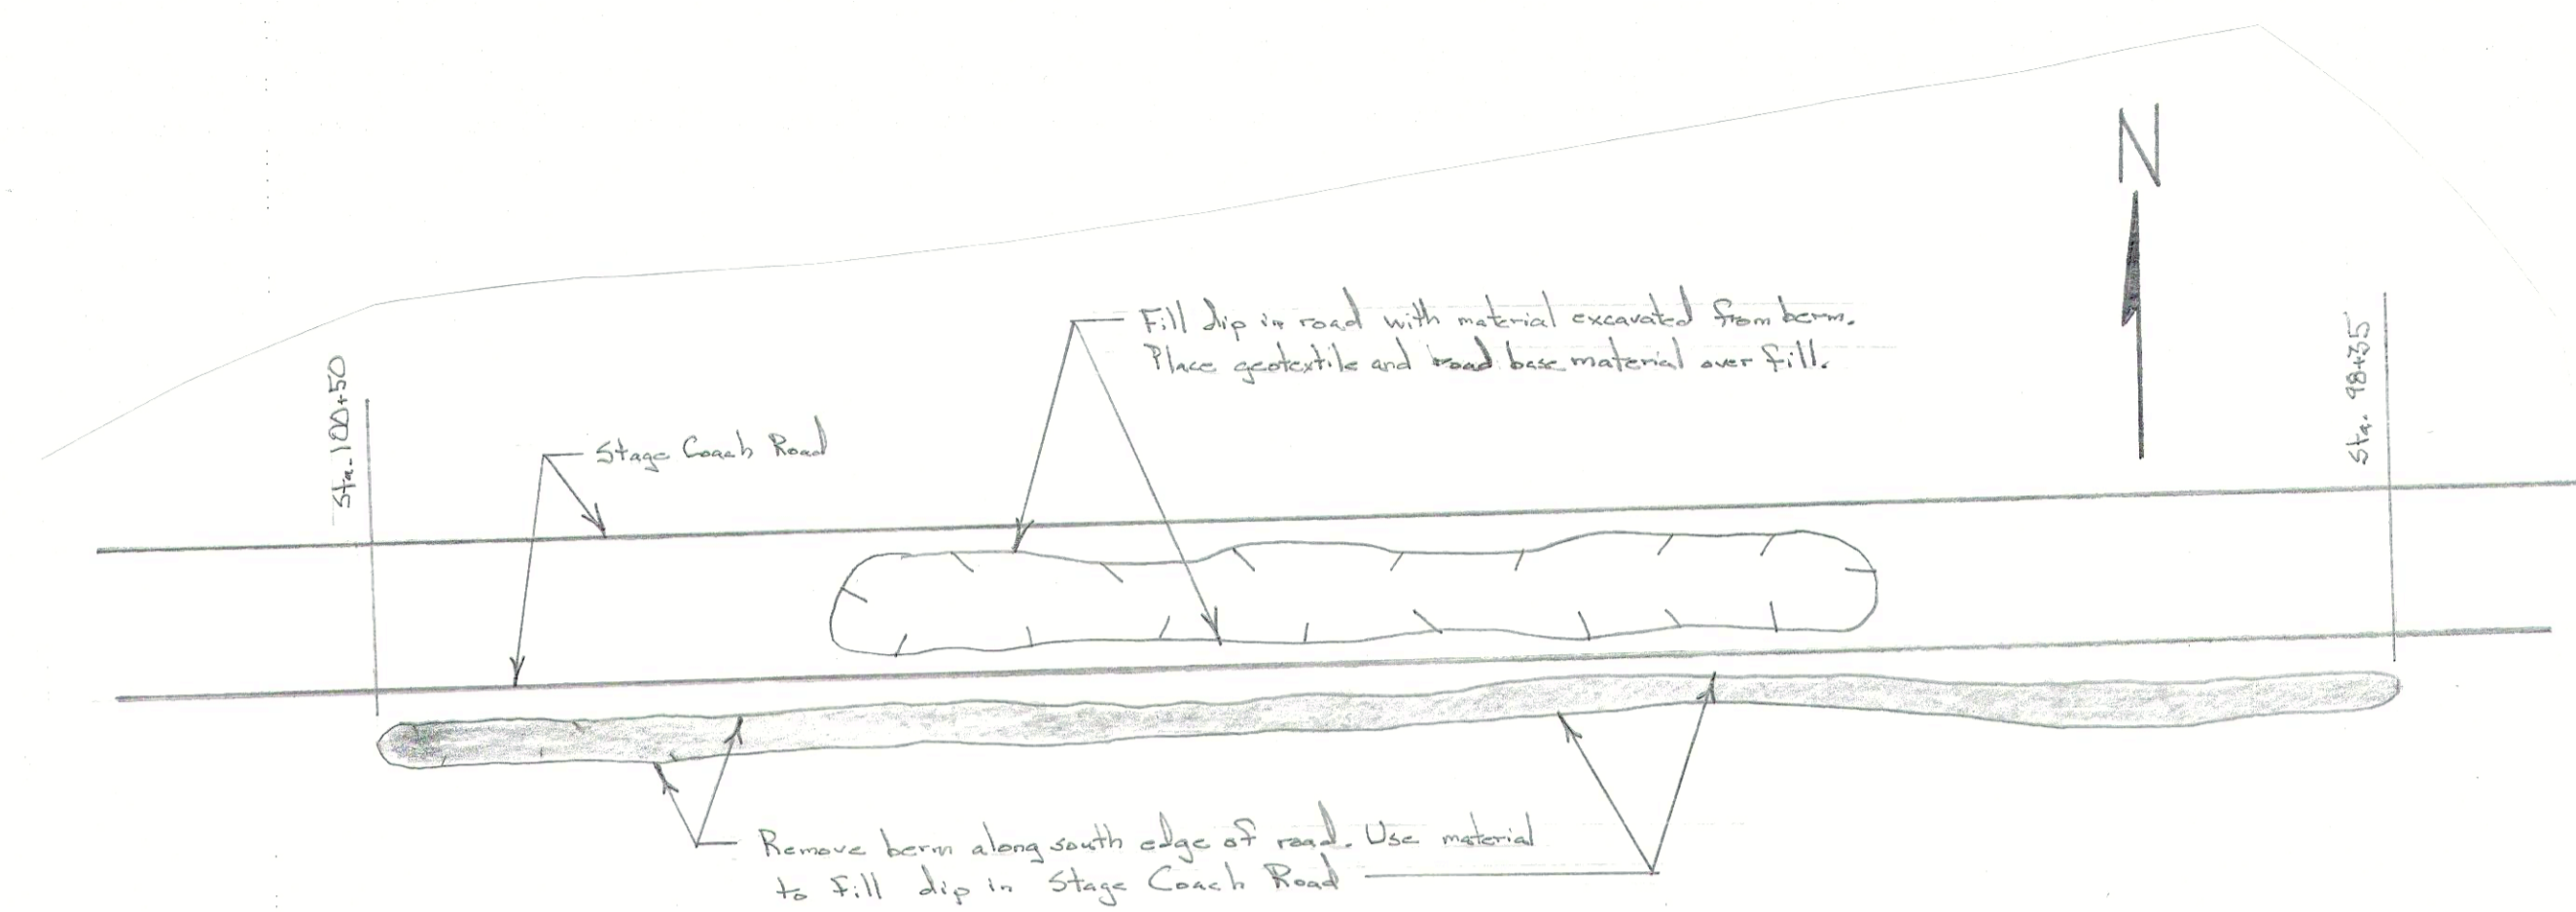 N
Fill dip in road with material excavated from berm.
Place geotextile and road base material over fill.
Sta. 100+50
Sta. 98+35
Stage Coach Road
Remove berm along south edge of road. Use material
to fill dip in Stage Coach Road